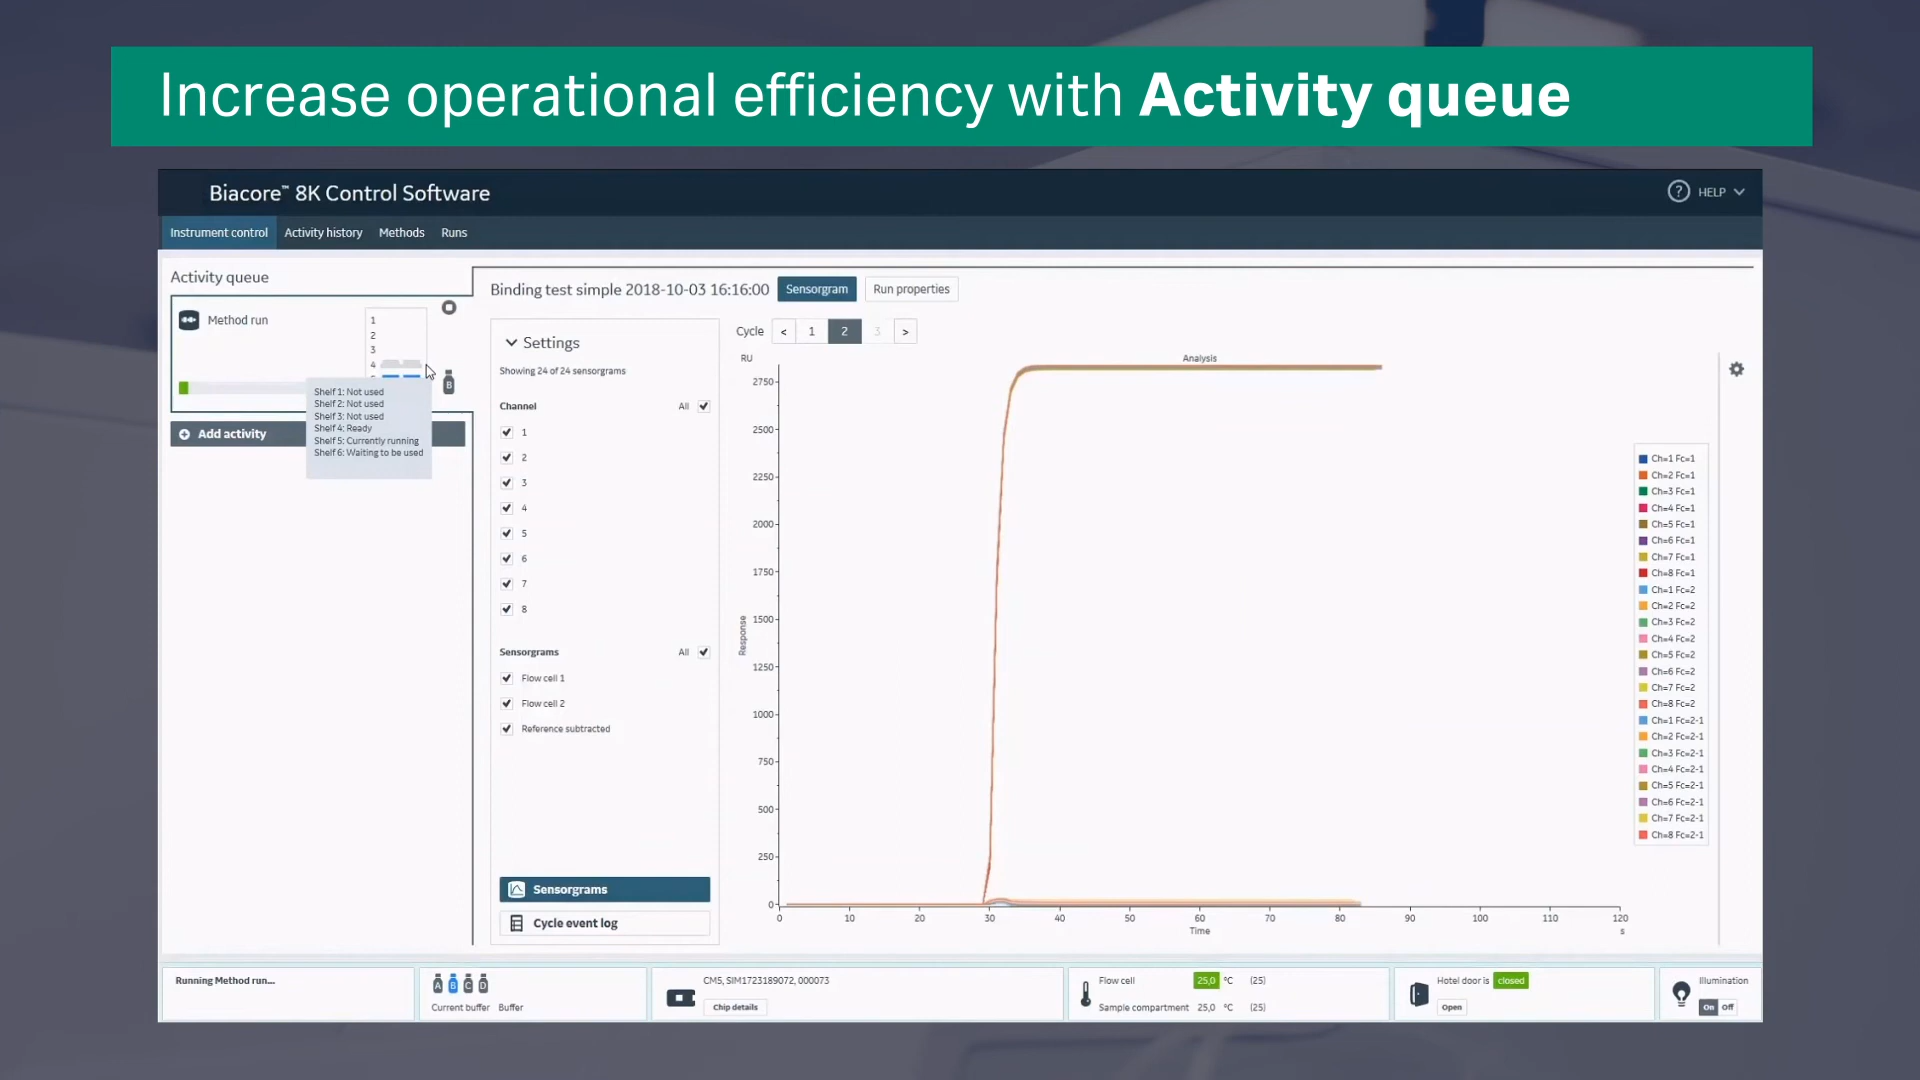 Increase operational efficiency with Activity queue
Biacore™ 8K Control Software
? HELP
Instrument control Activity history Methods Runs
Activity queue
Method run
1
2
3
4
B
Shelf 1: Not used
Shelf 2: Not used
Shelf 3: Not used
Shelf 4: Ready
Shelf 5: Currently running
Shelf 6: Waiting to be used
Add activity
Binding test simple 2018-10-03 16:16:00 Sensorgram Run properties
Settings
Showing 24 of 24 sensorgrams
Channel All
1
2
3
4
5
6
7
8
Sensorgrams All
Flow cell 1
Flow cell 2
Reference subtracted
Sensorgrams
Cycle event log
Cycle < 1 2 3 >
RU
Analysis
2750
2500
2250
2000
1750
1500
1250
1000
750
500
250
0
Response
0 10 20 30 40 50 60 70 80 90 100 110 120
Time
s
Ch=1 Fc=1
Ch=2 Fc=1
Ch=3 Fc=1
Ch=4 Fc=1
Ch=5 Fc=1
Ch=6 Fc=1
Ch=7 Fc=1
Ch=8 Fc=1
Ch=1 Fc=2
Ch=2 Fc=2
Ch=3 Fc=2
Ch=4 Fc=2
Ch=5 Fc=2
Ch=6 Fc=2
Ch=7 Fc=2
Ch=8 Fc=2
Ch=1 Fc=2-1
Ch=2 Fc=2-1
Ch=3 Fc=2-1
Ch=4 Fc=2-1
Ch=5 Fc=2-1
Ch=6 Fc=2-1
Ch=7 Fc=2-1
Ch=8 Fc=2-1
Running Method run...
A B C D
Current buffer Buffer
CM5, SIM1723189072, 000073
Chip details
Flow cell 25,0 °C (25)
Sample compartment 25,0 °C (25)
Hotel door is closed
Open
Illumination
On Off